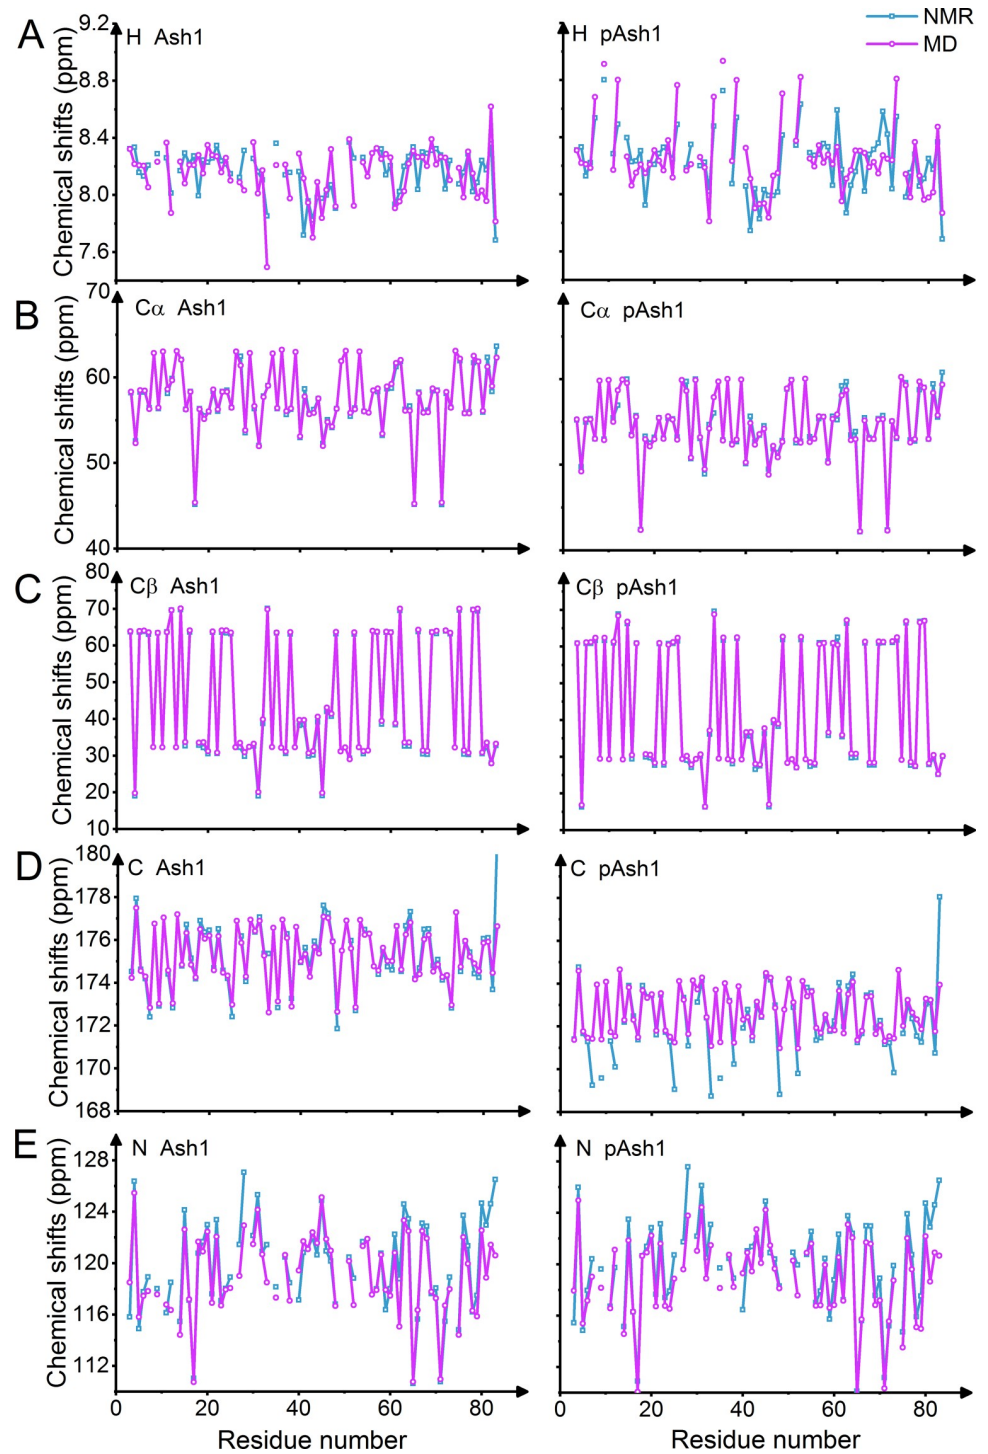 A
Chemical shifts (ppm)
9.2
8.8
8.4
8.0
7.6
H Ash1
H pAsh1
NMR
MD
B
Chemical shifts (ppm)
70
60
50
40
Cα Ash1
Cα pAsh1
C
Chemical shifts (ppm)
80
70
60
50
40
30
20
10
Cβ Ash1
Cβ pAsh1
D
Chemical shifts (ppm)
180
178
176
174
172
170
168
C Ash1
C pAsh1
E
Chemical shifts (ppm)
128
124
120
116
112
N Ash1
N pAsh1
0 20 40 60 80
0 20 40 60 80
Residue number
Residue number